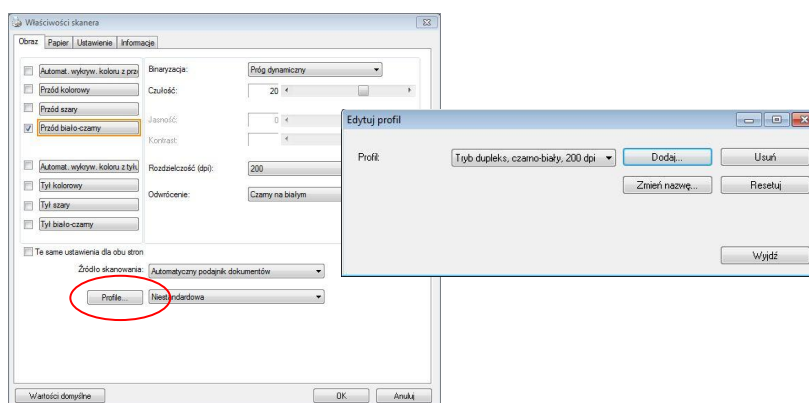 Właściwości skanera
Obraz Papier Ustawienie Informacje
Automat. wykryw. koloru z prz
Przód kolorowy
Przód szary
Przód biało-czarny
Automat. wykryw. koloru z tyłu
Tył kolorowy
Tył szary
Tył biało-czarny
Binaryzacja: Próg dynamiczny
Czułość: 20
Jasność: 0
Kontrast:
Rozdzielczość (dpi): 200
Odwrócenie: Czarny na białym
Te same ustawienia dla obu stron
Źródło skanowania: Automatyczny podajnik dokumentów
Profile... Niestandardowa
Wartości domyślne OK Anuluj
Edytuj profil
Profil: Tryb dupleks, czarno-biały, 200 dpi Dodaj... Usuń
Zmień nazwę... Resetuj
Wyjdź